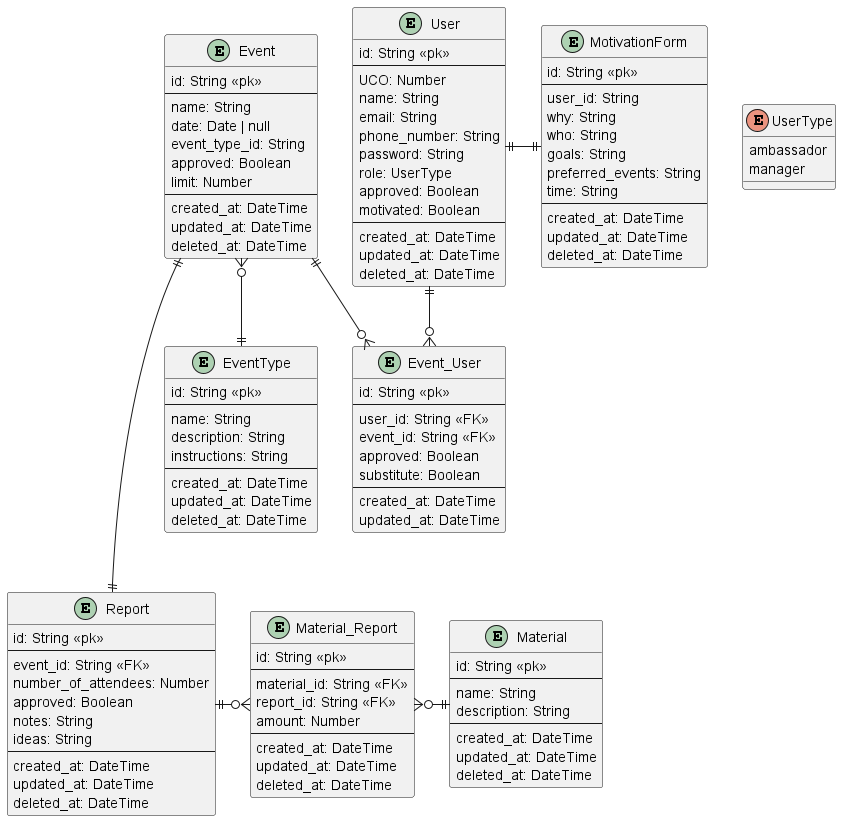 E Event
id: String «pk»
name: String
date: Date | null
event_type_id: String
approved: Boolean
limit: Number
created_at: DateTime
updated_at: DateTime
deleted_at: DateTime
E User
id: String «pk»
UCO: Number
name: String
email: String
phone_number: String
password: String
role: UserType
approved: Boolean
motivated: Boolean
created_at: DateTime
updated_at: DateTime
deleted_at: DateTime
E MotivationForm
id: String «pk»
user_id: String
why: String
who: String
goals: String
preferred_events: String
time: String
created_at: DateTime
updated_at: DateTime
deleted_at: DateTime
E UserType
ambassador
manager
E EventType
id: String «pk»
name: String
description: String
instructions: String
created_at: DateTime
updated_at: DateTime
deleted_at: DateTime
E Event_User
id: String «pk»
user_id: String «FK»
event_id: String «FK»
approved: Boolean
substitute: Boolean
created_at: DateTime
updated_at: DateTime
E Report
id: String «pk»
event_id: String «FK»
number_of_attendees: Number
approved: Boolean
notes: String
ideas: String
created_at: DateTime
updated_at: DateTime
deleted_at: DateTime
E Material_Report
id: String «pk»
material_id: String «FK»
report_id: String «FK»
amount: Number
created_at: DateTime
updated_at: DateTime
deleted_at: DateTime
E Material
id: String «pk»
name: String
description: String
created_at: DateTime
updated_at: DateTime
deleted_at: DateTime